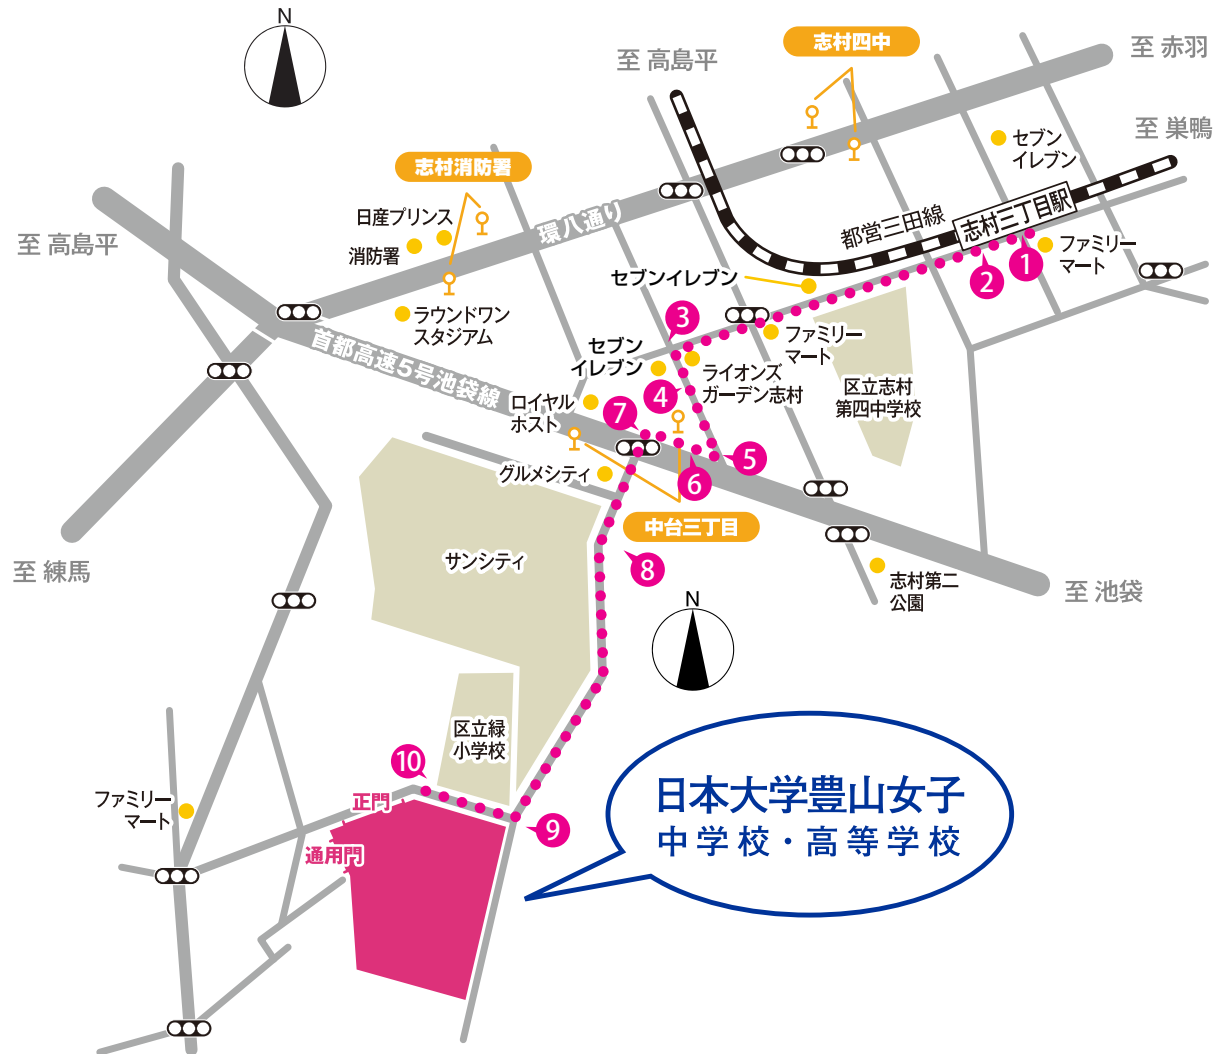 N
志村四中
至 赤羽
至 高島平
至 巣鴨
セブン
イレブン
志村消防署
志村三丁目駅
日産プリンス
環八通り
都営三田線
至 高島平
消防署
ファミリー
マート
1
2
セブンイレブン
ラウンドワン
スタジアム
3
首都高速5号池袋線
セブン
イレブン
ファミリー
マート
ライオンズ
ガーデン志村
区立志村
第四中学校
4
ロイヤル
ホスト
7
5
6
グルメシティ
中台三丁目
サンシティ
8
至 練馬
志村第二
公園
至 池袋
N
区立緑
小学校
10
ファミリー
マート
正門
9
通用門
日本大学豊山女子
中学校・高等学校